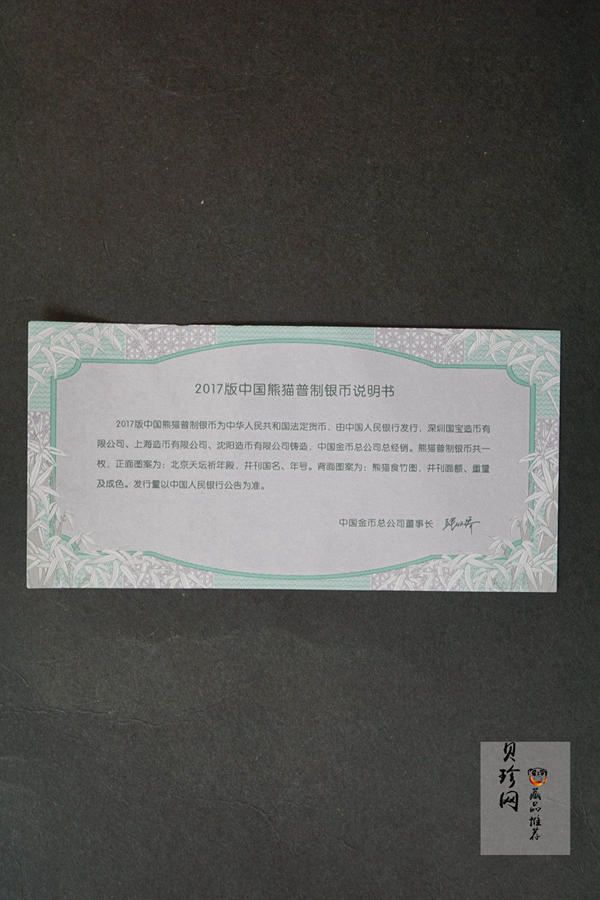 2017版中国熊猫普制银币说明书
2017版中国熊猫普制银币为中华人民共和国法定货币，由中国人民银行发行，深圳国宝造币有
限公司、上海造币有限公司、沈阳造币有限公司铸造，中国金币总公司总经销。熊猫普制银币共一
枚，正面图案为：北京天坛祈年殿，并刊国名、年号。背面图案为：熊猫食竹图，并刊面额、重量
及成色。发行量以中国人民银行公告为准。
中国金币总公司董事长
贝珍网
藏品推荐